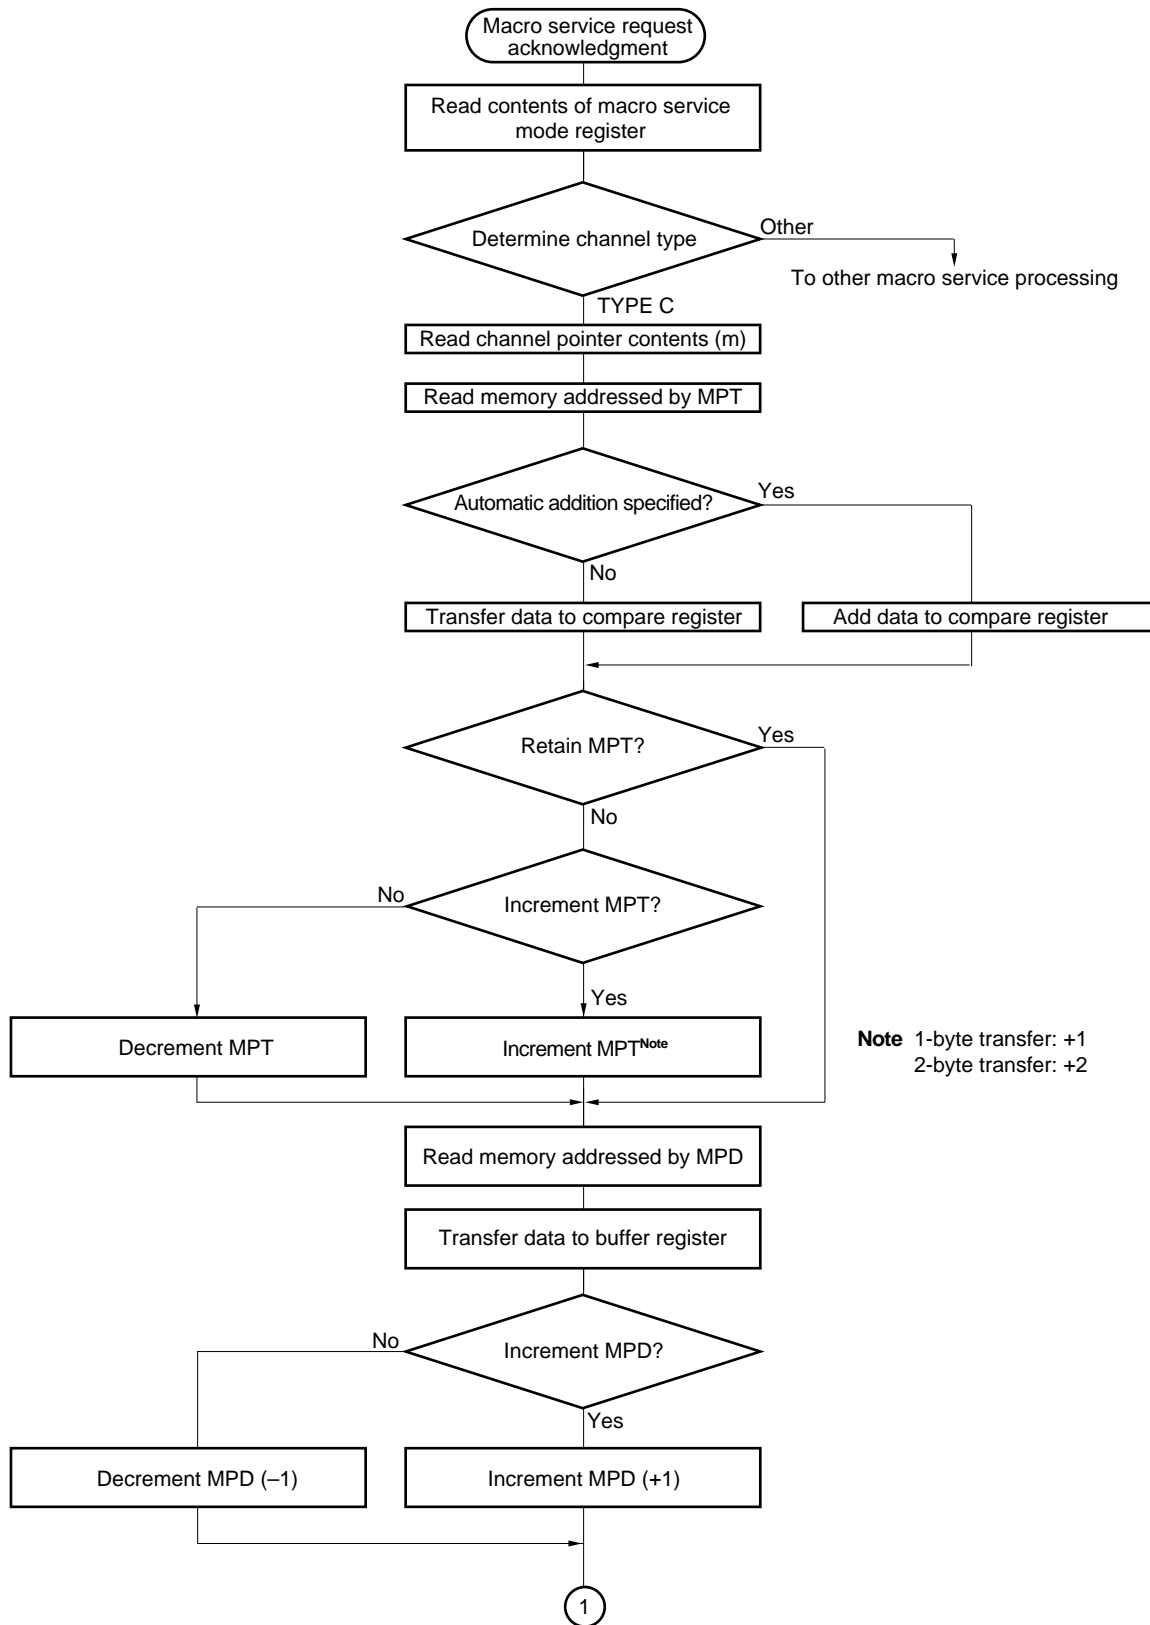 Macro service request
acknowledgment
Read contents of macro service
mode register
Determine channel type
Other
To other macro service processing
TYPE C
Read channel pointer contents (m)
Read memory addressed by MPT
Automatic addition specified?
Yes
No
Transfer data to compare register
Add data to compare register
Retain MPT?
Yes
No
Increment MPT?
No
Yes
Decrement MPT
Increment MPTNote
Note 1-byte transfer: +1
2-byte transfer: +2
Read memory addressed by MPD
Transfer data to buffer register
Increment MPD?
No
Yes
Decrement MPD (–1)
Increment MPD (+1)
1